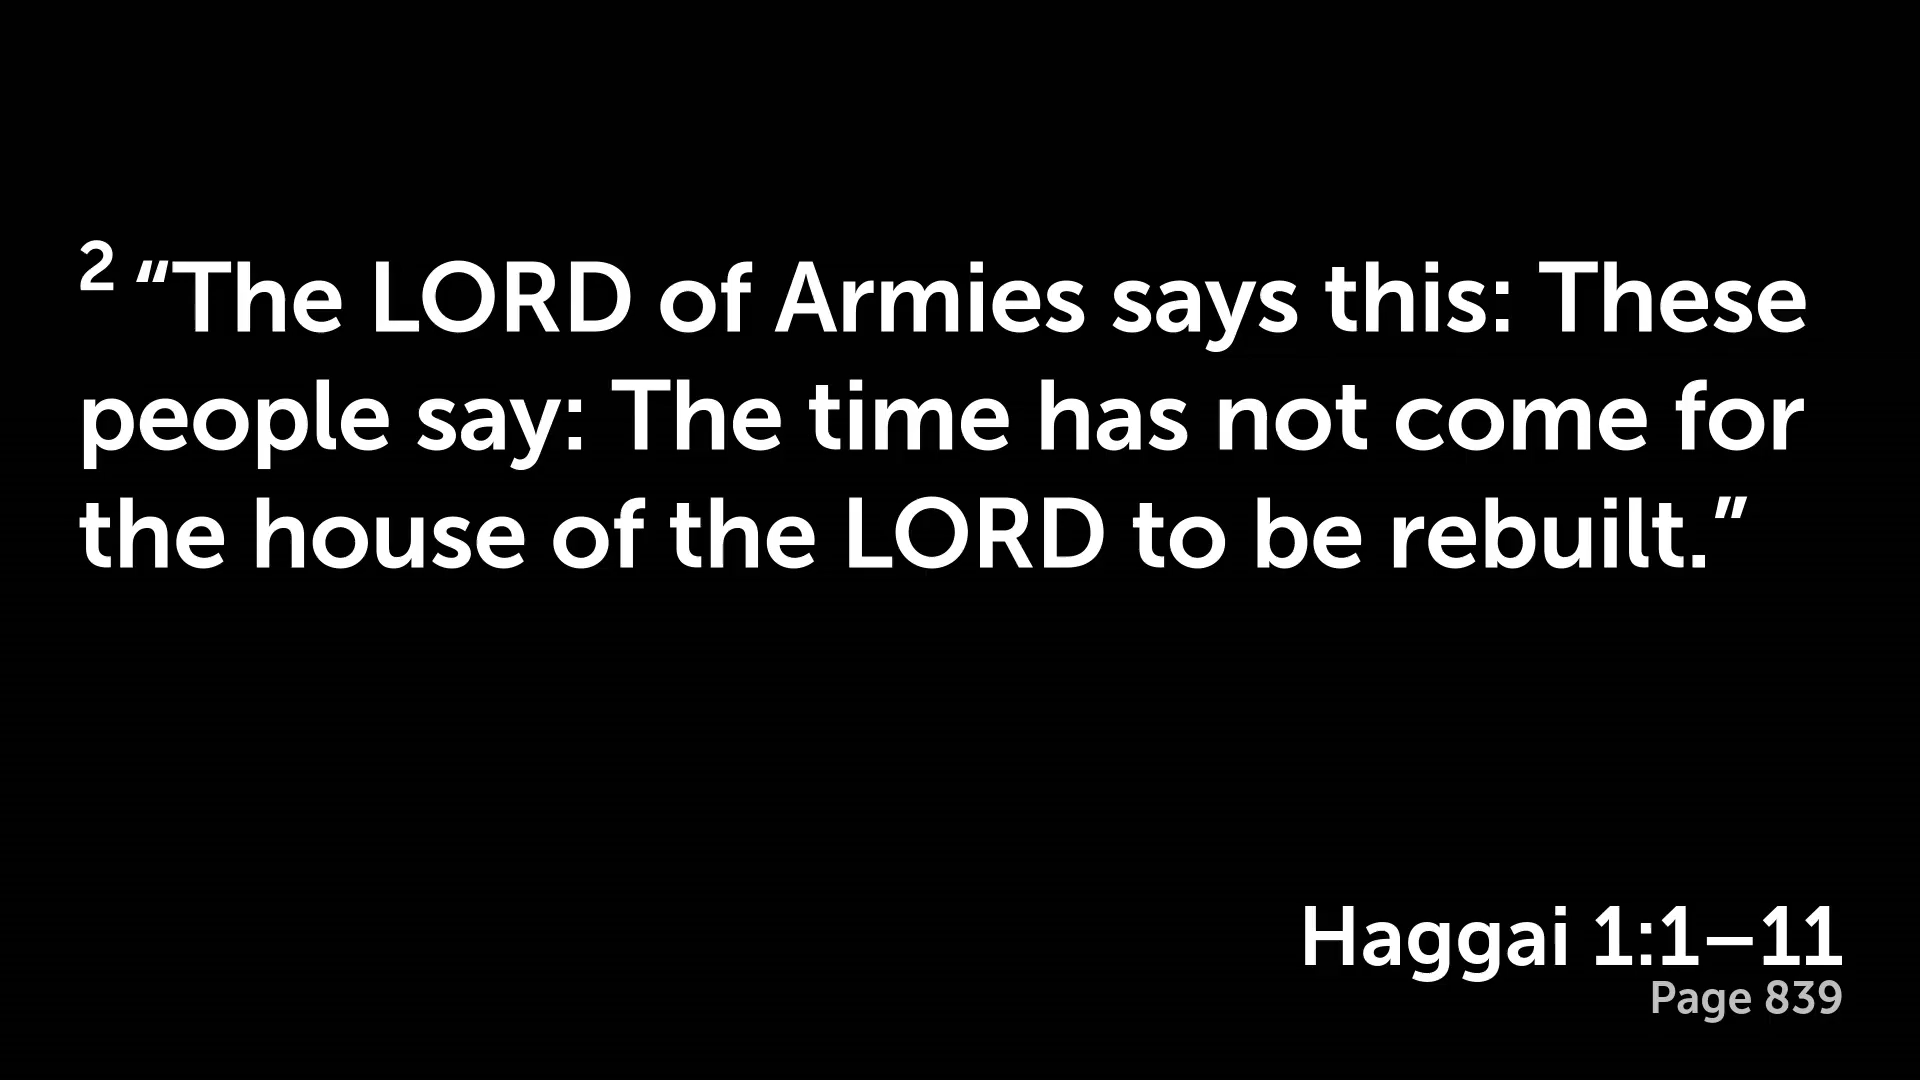 2 “The LORD of Armies says this: These
people say: The time has not come for
the house of the LORD to be rebuilt.”
Haggai 1:1–11
Page 839